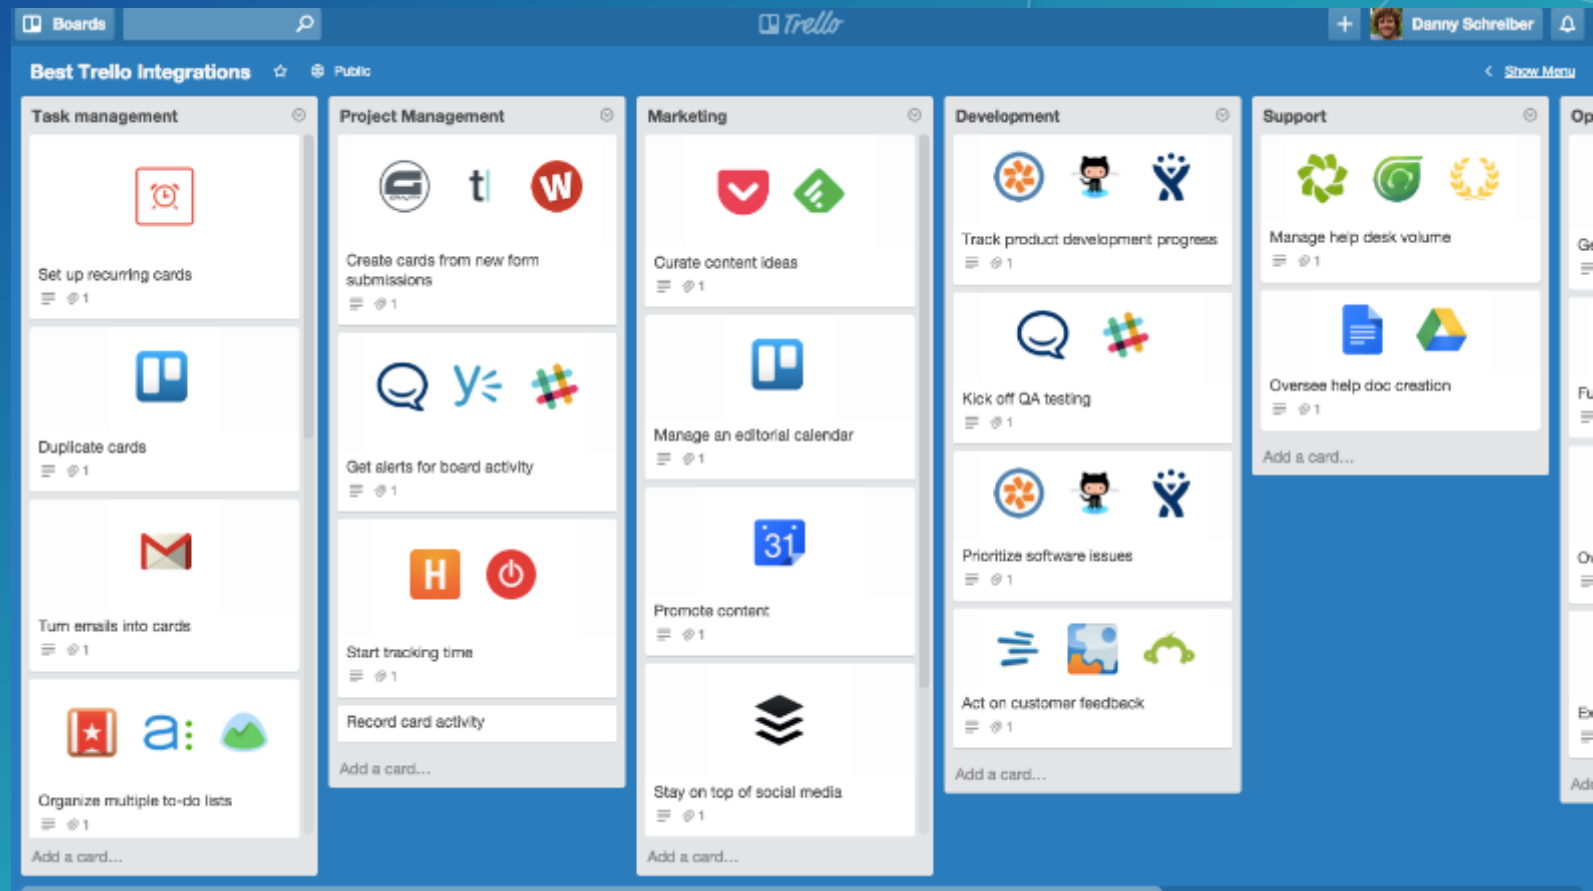 Boards
Trello
Danny Schreiber
Best Trello Integrations
Public
Show Menu
Task management
Set up recurring cards
1
Duplicate cards
1
Turn emails into cards
1
a:
Organize multiple to-do lists
1
Add a card...
Project Management
t
W
Create cards from new form
submissions
1
Get alerts for board activity
1
H
Start tracking time
1
Record card activity
Add a card...
Marketing
Curate content ideas
1
Manage an editorial calendar
1
31
Promote content
1
Stay on top of social media
1
Add a card...
Development
Track product development progress
1
Kick off QA testing
1
Prioritize software issues
1
Act on customer feedback
1
Add a card...
Support
Manage help desk volume
1
Oversee help doc creation
1
Add a card...
Op
Ge
Fu
Ov
Ex
Add